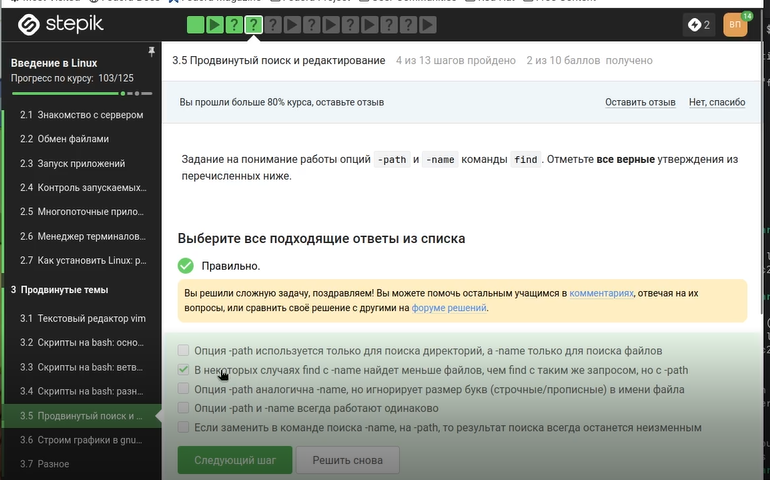 stepik
2
ВП
14
Введение в Linux
Прогресс по курсу: 103/125
2.1 Знакомство с сервером
2.2 Обмен файлами
2.3 Запуск приложений
2.4 Контроль запускаемых...
2.5 Многопоточные прило...
2.6 Менеджер терминалов...
2.7 Как установить Linux: р...
3 Продвинутые темы
3.1 Текстовый редактор vim
3.2 Скрипты на bash: осно...
3.3 Скрипты на bash: ветв...
3.4 Скрипты на bash: разн...
3.5 Продвинутый поиск и ...
3.6 Строим графики в gnu...
3.7 Разное
3.5 Продвинутый поиск и редактирование 4 из 13 шагов пройдено 2 из 10 баллов получено
Вы прошли больше 80% курса, оставьте отзыв Оставить отзыв Нет, спасибо
Задание на понимание работы опций -path и -name команды find. Отметьте все верные утверждения из
перечисленных ниже.
Выберите все подходящие ответы из списка
Правильно.
Вы решили сложную задачу, поздравляем! Вы можете помочь остальным учащимся в комментариях, отвечая на их
вопросы, или сравнить своё решение с другими на форуме решений.
Опция -path используется только для поиска директорий, а -name только для поиска файлов
В некоторых случаях find с -name найдет меньше файлов, чем find с таким же запросом, но с -path
Опция -path аналогична -name, но игнорирует размер букв (строчные/прописные) в имени файла
Опции -path и -name всегда работают одинаково
Если заменить в команде поиска -name, на -path, то результат поиска всегда останется неизменным
Следующий шаг Решить снова